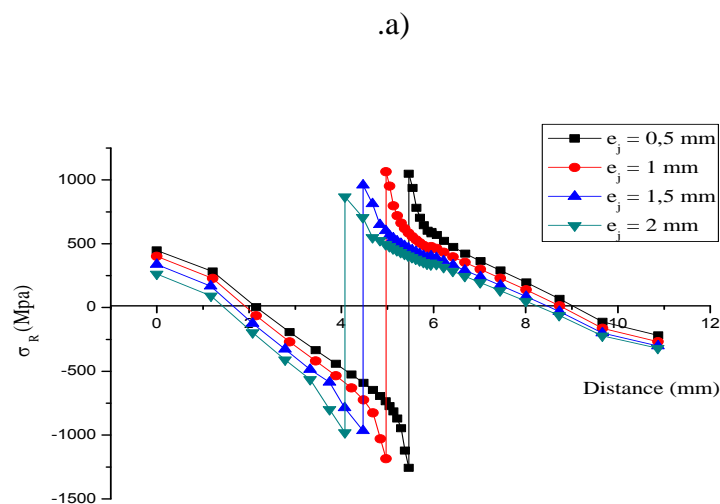 .a)
e_j = 0,5 mm
e_j = 1 mm
e_j = 1,5 mm
e_j = 2 mm
1000
500
0
-500
-1000
-1500
σ_R (Mpa)
0 2 4 6 8 10 12
Distance (mm)